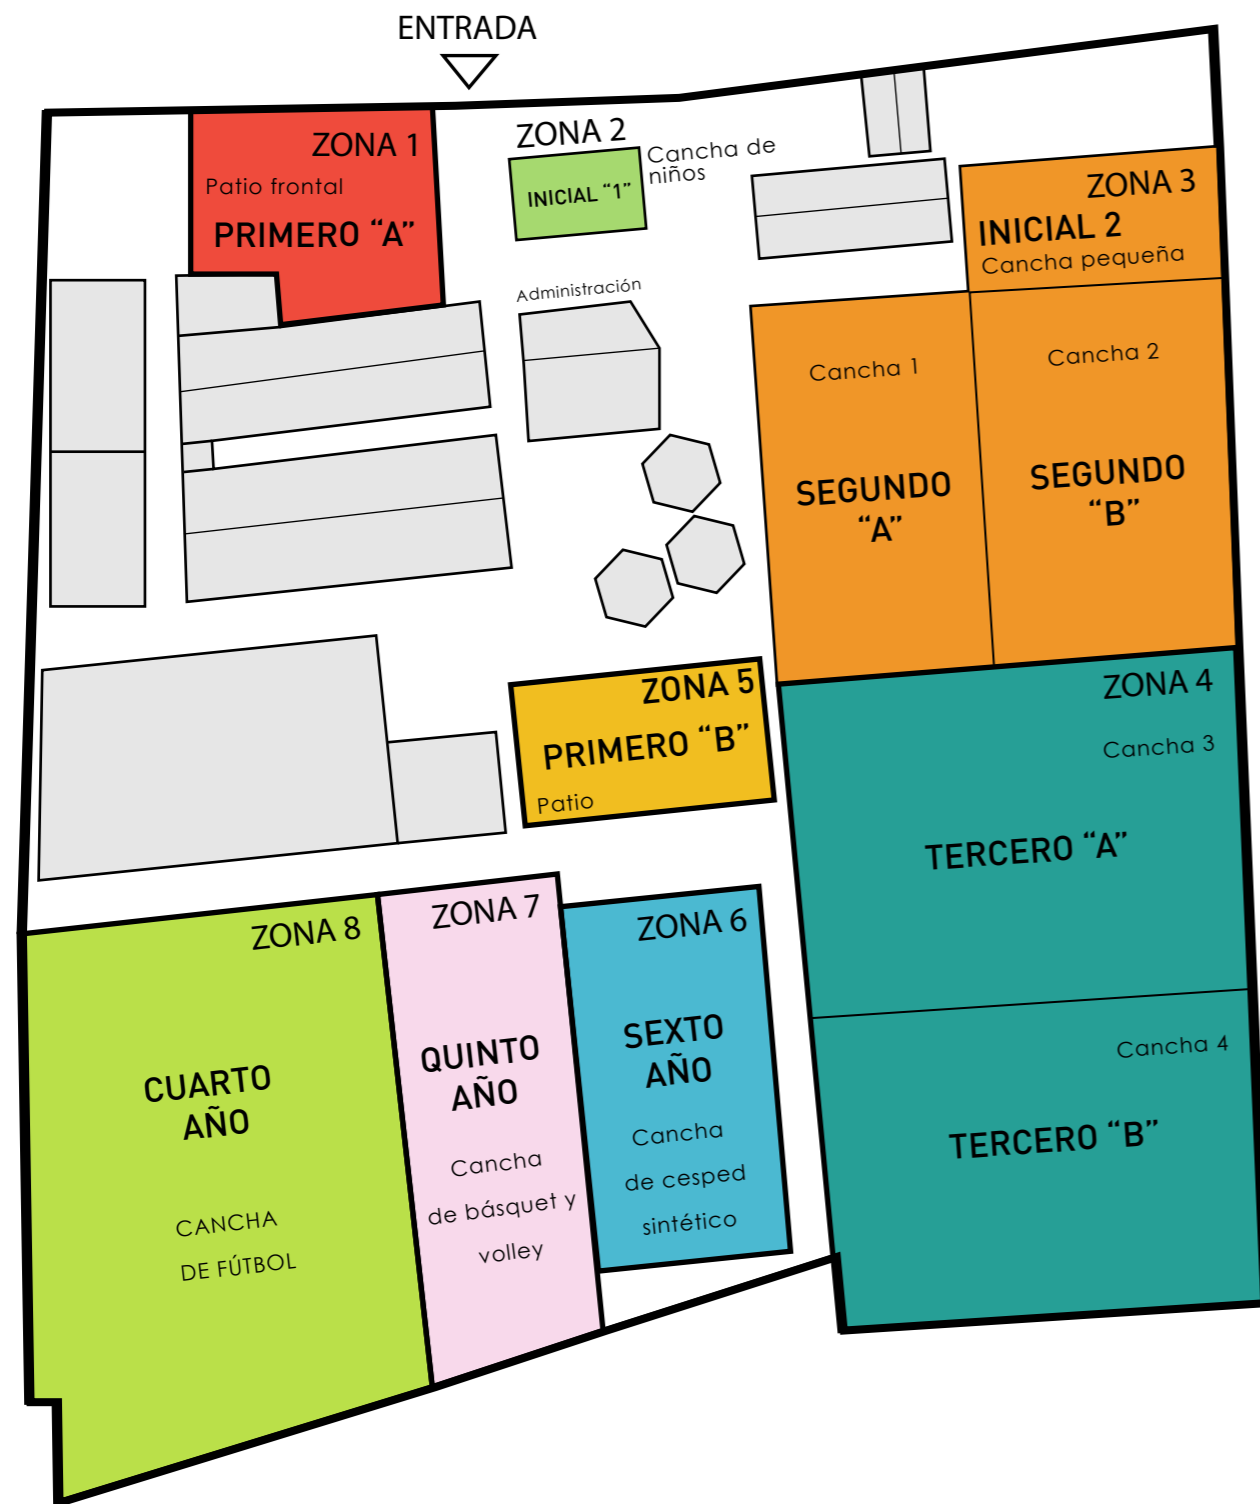 ENTRADA
ZONA 1
Patio frontal
PRIMERO “A”
ZONA 2
INICIAL “1”
Cancha de
niños
ZONA 3
INICIAL 2
Cancha pequeña
Administración
Cancha 1
SEGUNDO
“A”
Cancha 2
SEGUNDO
“B”
ZONA 5
PRIMERO “B”
Patio
ZONA 4
Cancha 3
TERCERO “A”
Cancha 4
TERCERO “B”
ZONA 8
CUARTO
AÑO
CANCHA
DE FÚTBOL
ZONA 7
QUINTO
AÑO
Cancha
de básquet y
volley
ZONA 6
SEXTO
AÑO
Cancha
de cesped
sintético